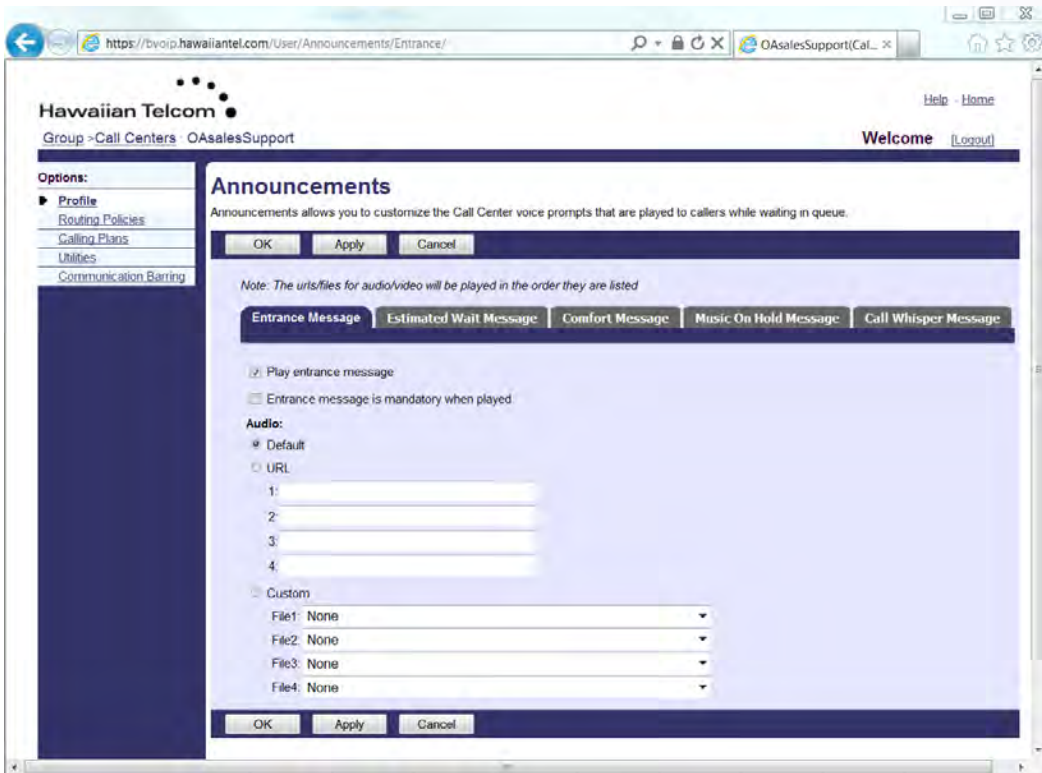 https://bvoip.hawaiiantel.com/User/Announcements/Entrance/
OAsalesSupport(Cal...
Hawaiian Telcom
Help - Home
Group >Call Centers : OAsalesSupport
Welcome [Logout]
Options:
Profile
Routing Policies
Calling Plans
Utilities
Communication Barring
Announcements
Announcements allows you to customize the Call Center voice prompts that are played to callers while waiting in queue.
OK Apply Cancel
Note: The urls/files for audio/video will be played in the order they are listed
Entrance Message Estimated Wait Message Comfort Message Music On Hold Message Call Whisper Message
Play entrance message
Entrance message is mandatory when played
Audio:
Default
URL
1:
2:
3:
4:
Custom
File1: None
File2: None
File3: None
File4: None
OK Apply Cancel